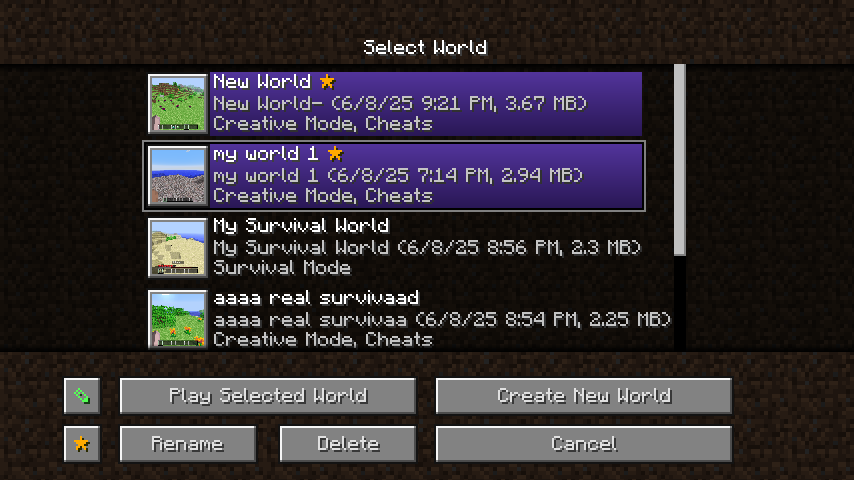 Select World
New World
New World- (6/8/25 9:21 PM, 3.67 MB)
Creative Mode, Cheats
my world 1
my world 1 (6/8/25 7:14 PM, 2.94 MB)
Creative Mode, Cheats
My Survival World
My Survival World (6/8/25 8:56 PM, 2.3 MB)
Survival Mode
aaaa real survivaad
aaaa real survivaa (6/8/25 8:54 PM, 2.25 MB)
Creative Mode, Cheats
Play Selected World
Create New World
Rename
Delete
Cancel